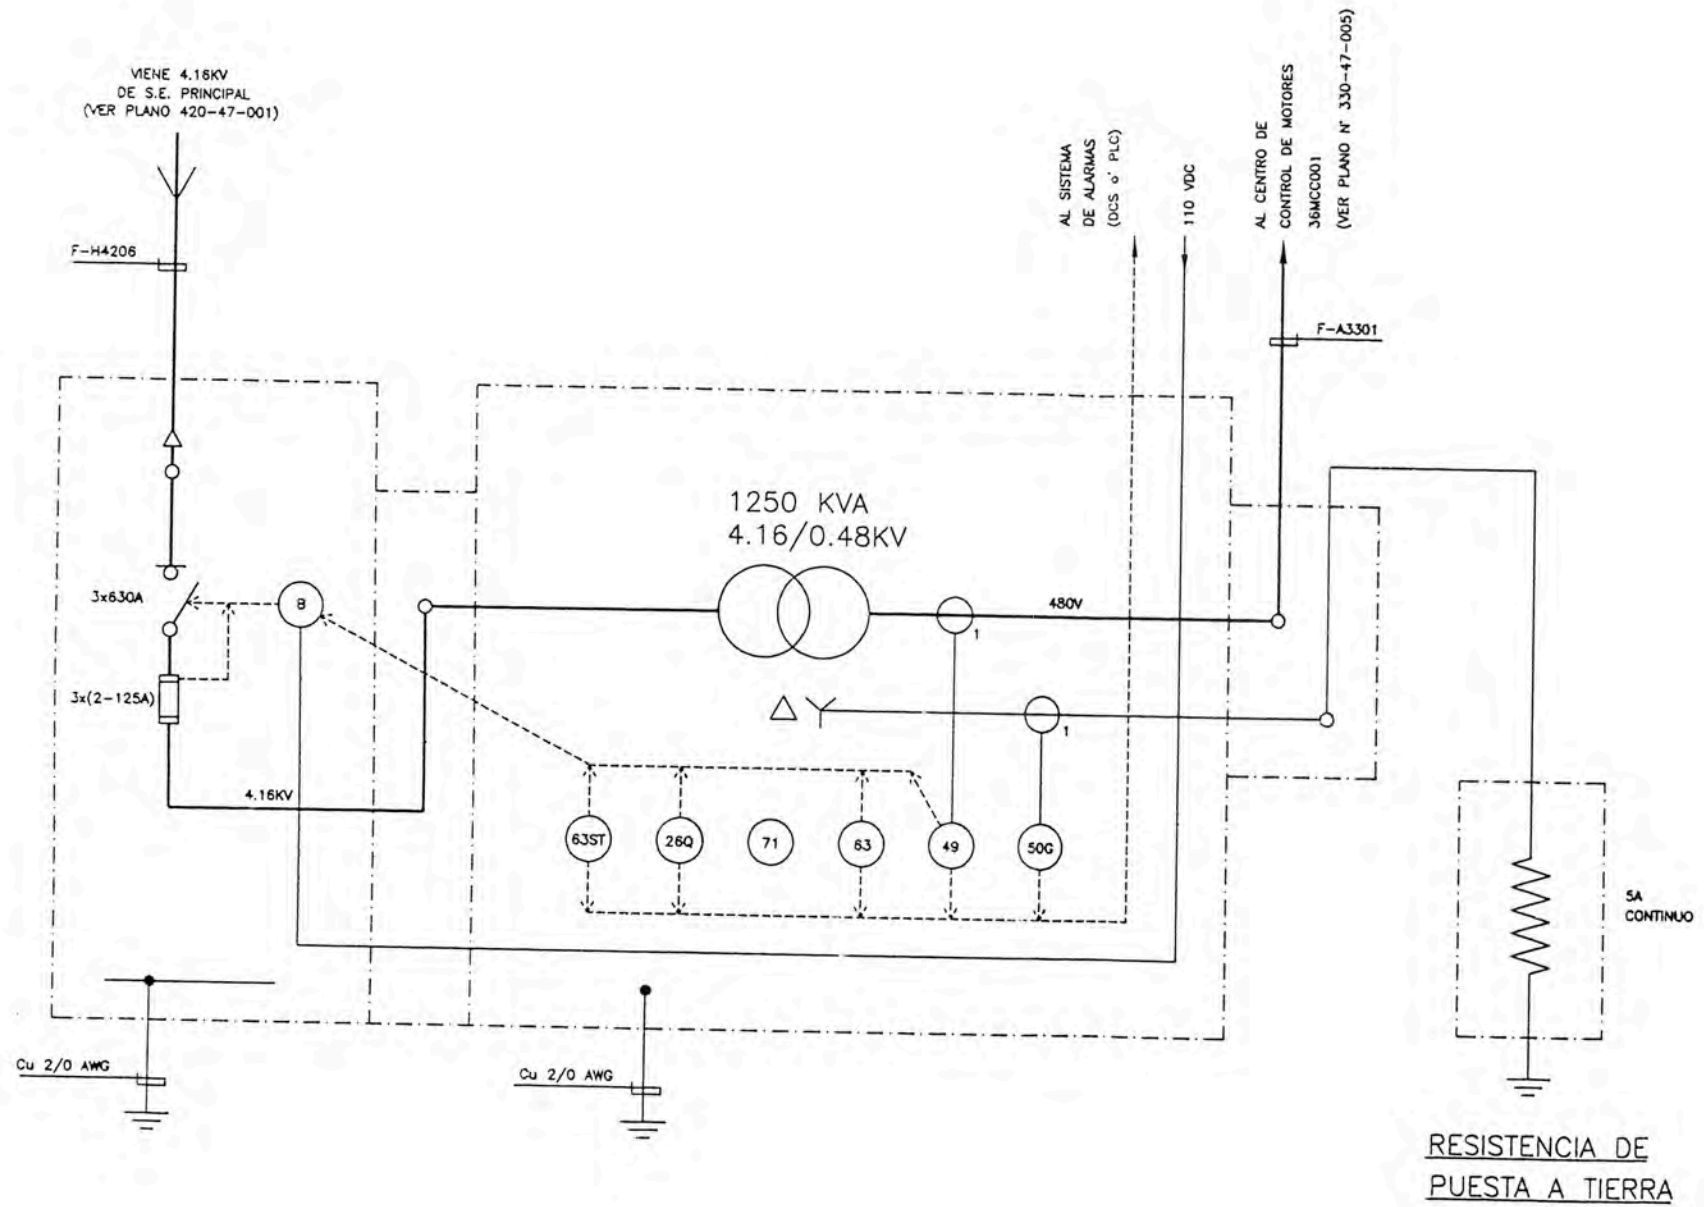 VIENE 4.16KV
DE S.E. PRINCIPAL
(VER PLANO 420-47-001)
F-H4206
AL SISTEMA
DE ALARMAS
(DCS o' PLC)
110 VDC
AL CENTRO DE
CONTROL DE MOTORES
36MCC001
(VER PLANO N° 330-47-005)
F-A3301
1250 KVA
4.16/0.48KV
3x630A
8
480V
1
3x(2-125A)
1
4.16KV
63ST
26Q
71
63
49
50G
5A
CONTINUO
Cu 2/0 AWG
Cu 2/0 AWG
RESISTENCIA DE
PUESTA A TIERRA